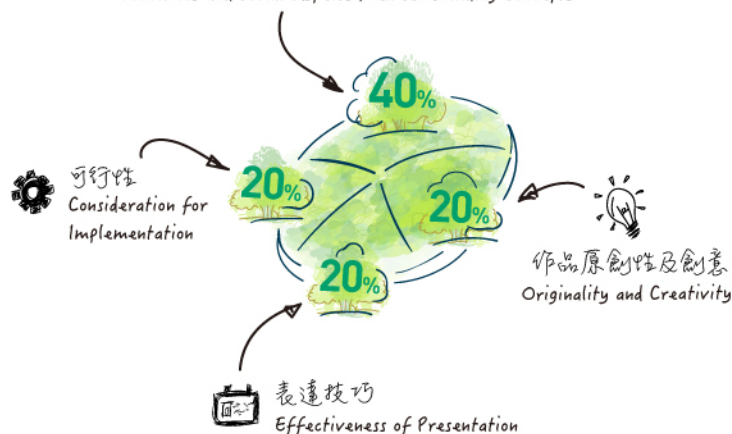 40%
20%
可行性
Consideration for
Implementation
20%
作品原創性及創意
Originality and Creativity
20%
表達技巧
Effectiveness of Presentation